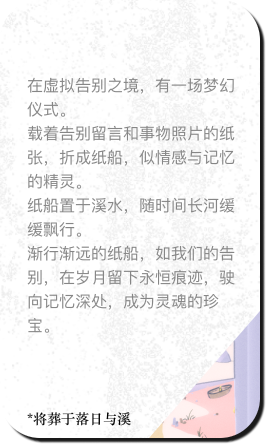 在虚拟告别之境，有一场梦幻
仪式。
载着告别留言和事物照片的纸
张，折成纸船，似情感与记忆
的精灵。
纸船置于溪水，随时间长河缓
缓飘行。
渐行渐远的纸船，如我们的告
别，在岁月留下永恒痕迹，驶
向记忆深处，成为灵魂的珍
宝。
*将葬于落日与溪